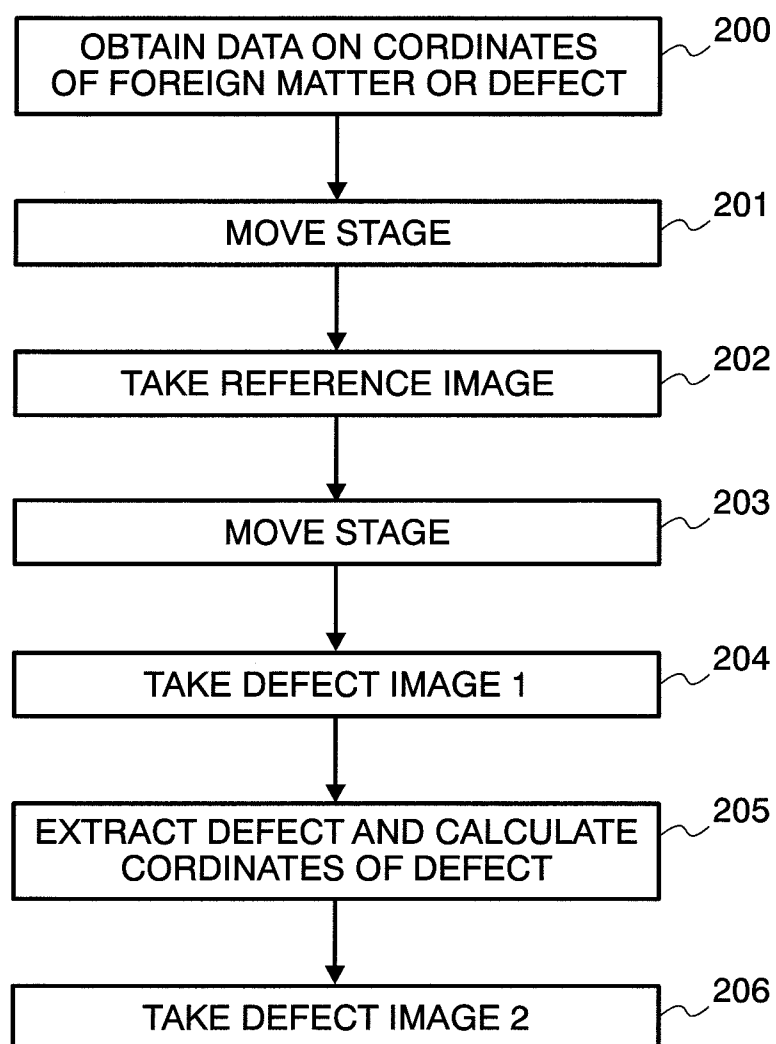 OBTAIN DATA ON CORDINATES
OF FOREIGN MATTER OR DEFECT
200
MOVE STAGE
201
TAKE REFERENCE IMAGE
202
MOVE STAGE
203
TAKE DEFECT IMAGE 1
204
EXTRACT DEFECT AND CALCULATE
CORDINATES OF DEFECT
205
TAKE DEFECT IMAGE 2
206